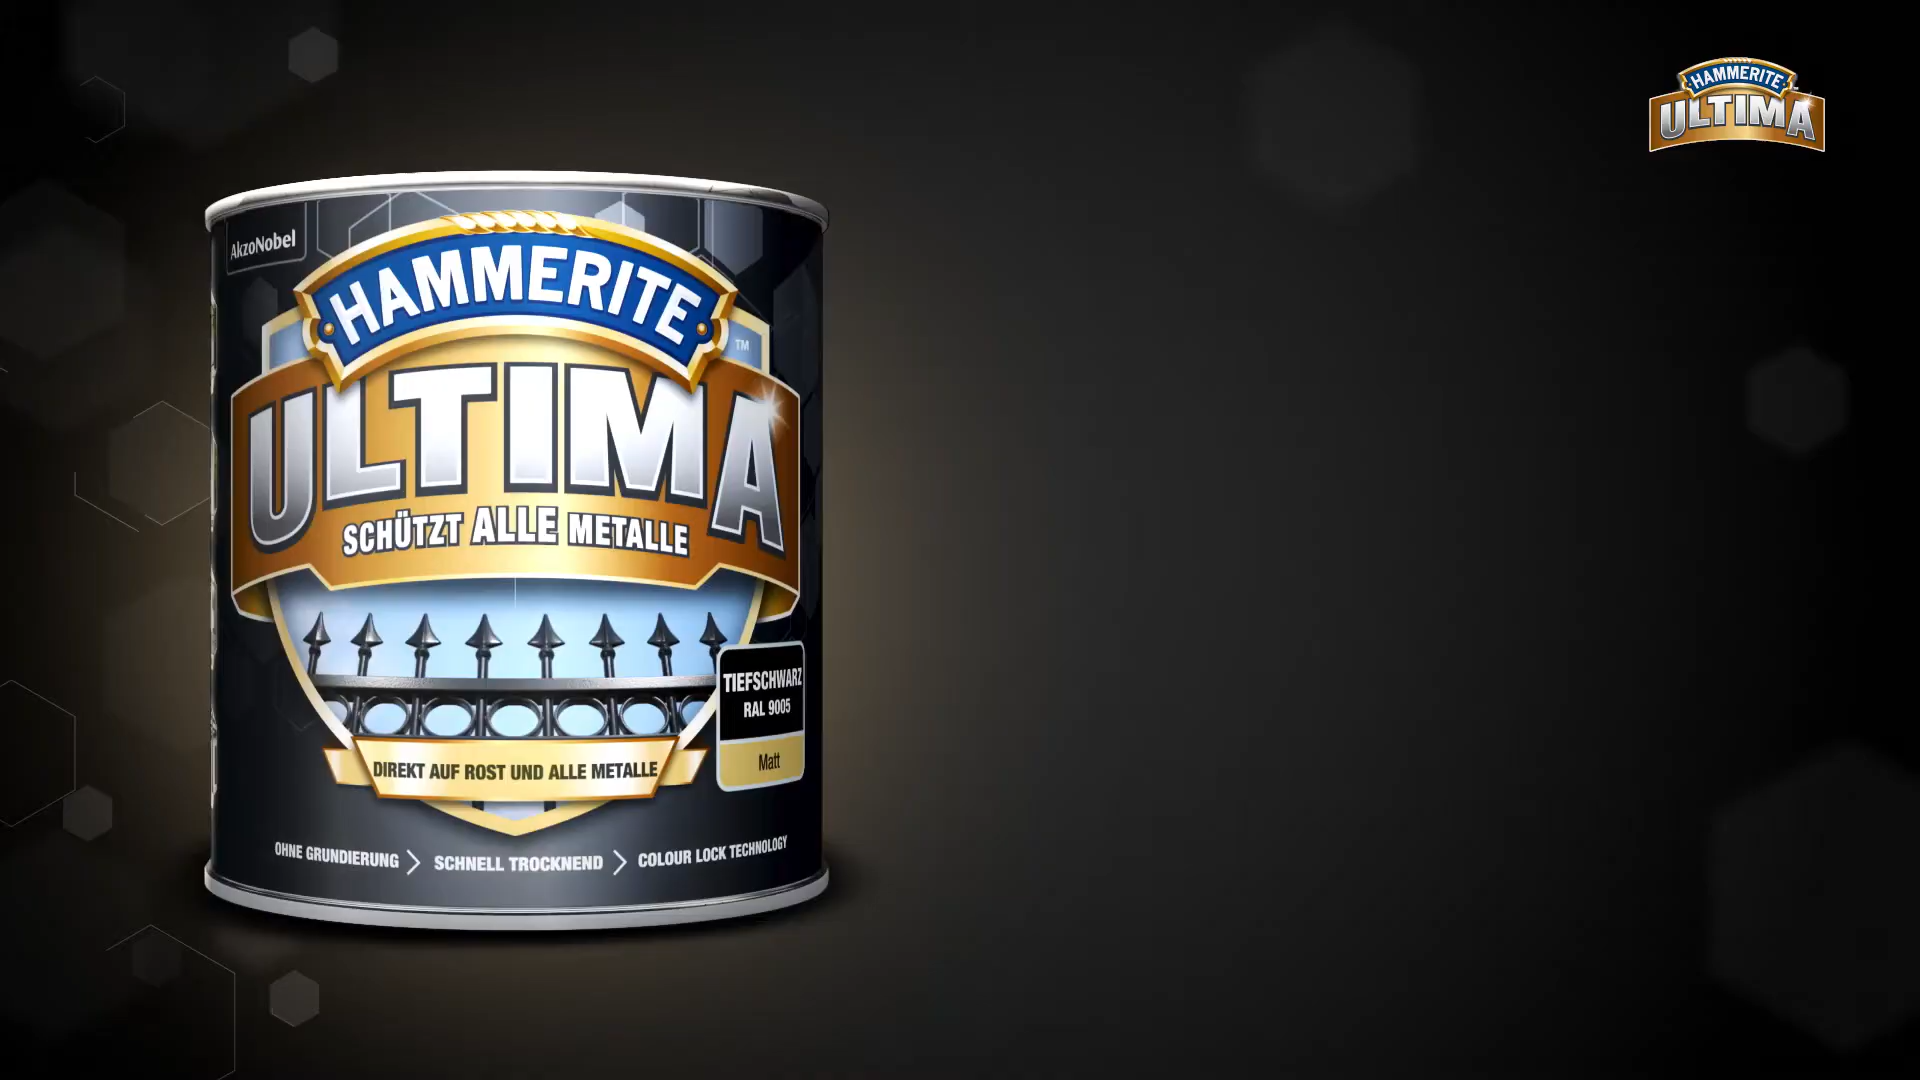 AkzoNobel
HAMMERITE
™
ULTIMA
SCHÜTZT ALLE METALLE
TIEFSCHWARZ
RAL 9005
Matt
DIREKT AUF ROST UND ALLE METALLE
OHNE GRUNDIERUNG > SCHNELL TROCKNEND > COLOUR LOCK TECHNOLOGY
HAMMERITE
ULTIMA